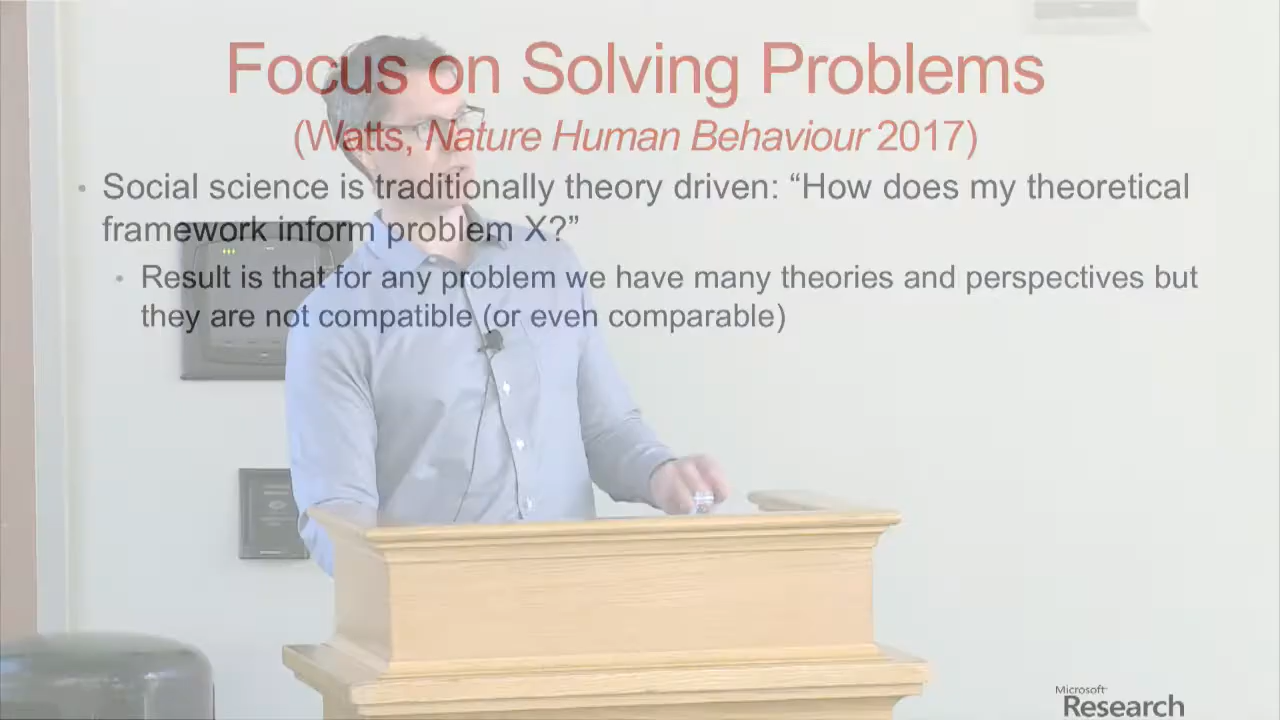 Focus on Solving Problems
(Watts, Nature Human Behaviour 2017)
• Social science is traditionally theory driven: “How does my theoretical
framework inform problem X?”
• Result is that for any problem we have many theories and perspectives but
they are not compatible (or even comparable)
Microsoft
Research